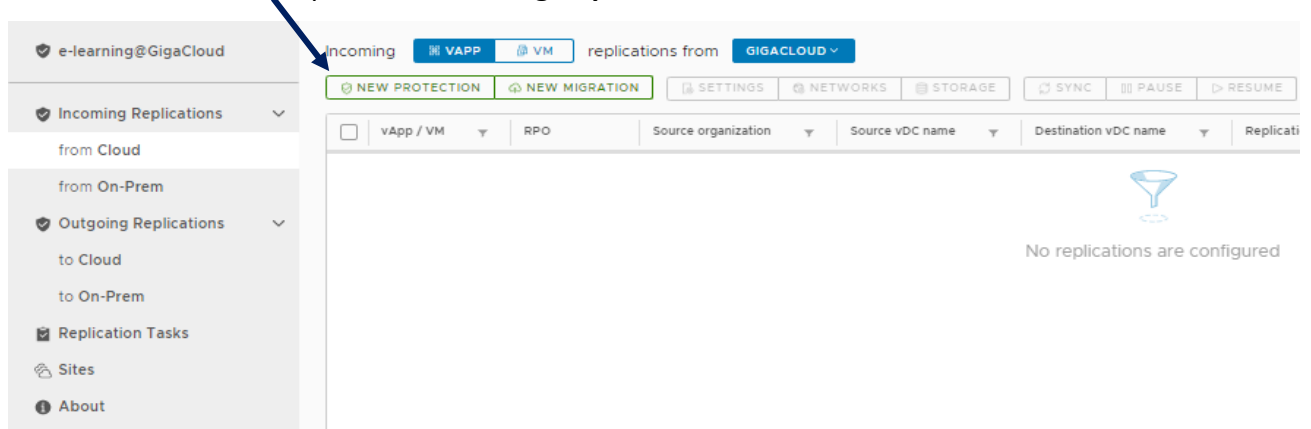 e-learning@GigaCloud
Incoming Replications
from Cloud
from On-Prem
Outgoing Replications
to Cloud
to On-Prem
Replication Tasks
Sites
About
Incoming VAPP VM replications from GIGACLOUD
NEW PROTECTION NEW MIGRATION SETTINGS NETWORKS STORAGE SYNC PAUSE RESUME
vApp / VM RPO Source organization Source vDC name Destination vDC name Replicati
No replications are configured